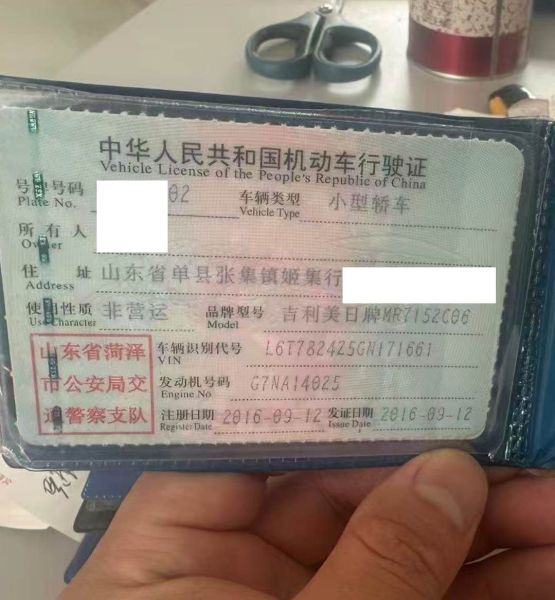 中华人民共和国机动车行驶证
Vehicle License of the People's Republic of China
号牌号码 02 车辆类型 小型轿车
Plate No. Vehicle Type
所有人
Owner
住址 山东省单县张集镇姬集行
Address
使用性质 非营运 品牌型号 吉利美日牌MR7152C06
Use Character Model
山东省菏泽 车辆识别代号 L6T782425GN171661
VIN
市公安局交 发动机号码 G7NA14025
Engine No
通警察支队 注册日期 2016-09-12 发证日期 2016-09-12
Register Date Issue Date